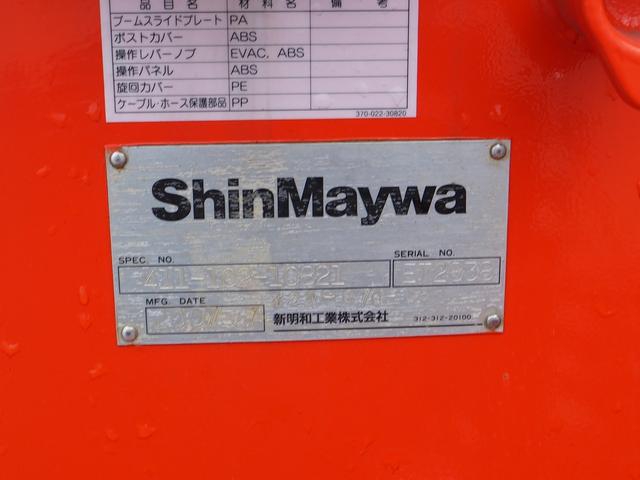 品目名 材料名 備考
ブームスライドプレート PA
ポストカバー ABS
操作レバーノブ EVAC, ABS
操作パネル ABS
旋回カバー PE
ケーブル・ホース保護部品 PP
370-022-30820
ShinMaywa
SPEC. NO. SERIAL NO.
MFG. DATE
新明和工業株式会社 312-312-20100